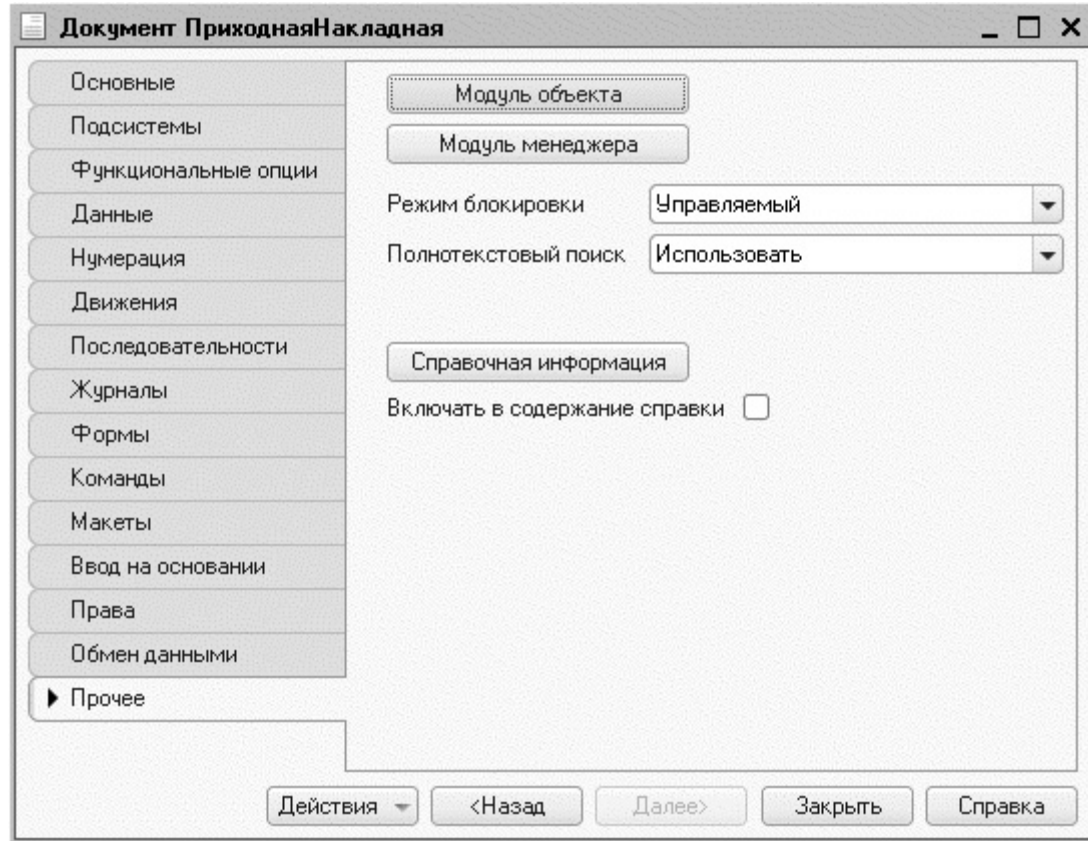 Документ ПриходнаяНакладная
Основные
Подсистемы
Функциональные опции
Данные
Нумерация
Движения
Последовательности
Журналы
Формы
Команды
Макеты
Ввод на основании
Права
Обмен данными
Прочее
Модуль объекта
Модуль менеджера
Режим блокировки Управляемый
Полнотекстовый поиск Использовать
Справочная информация
Включать в содержание справки
Действия <Назад Далее> Закрыть Справка